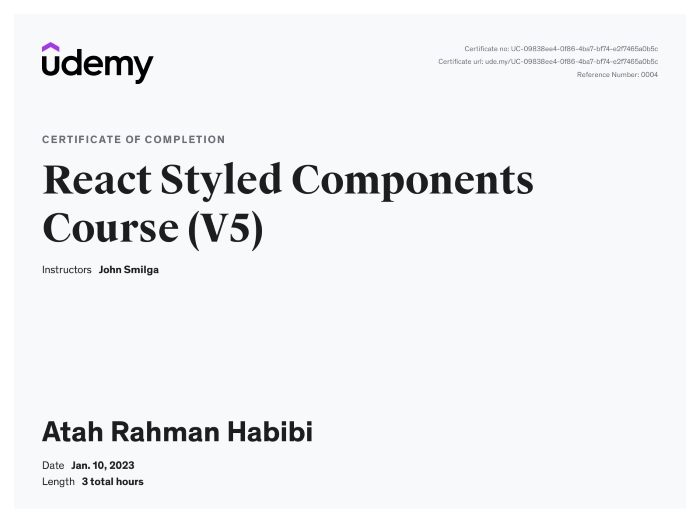 udemy
Certificate no: UC-09838ee4-0f86-4ba7-bf74-e2f7465a0b5c
Certificate url: ude.my/UC-09838ee4-0f86-4ba7-bf74-e2f7465a0b5c
Reference Number: 0004
CERTIFICATE OF COMPLETION
React Styled Components
Course (V5)
Instructors John Smilga
Atah Rahman Habibi
Date Jan. 10, 2023
Length 3 total hours